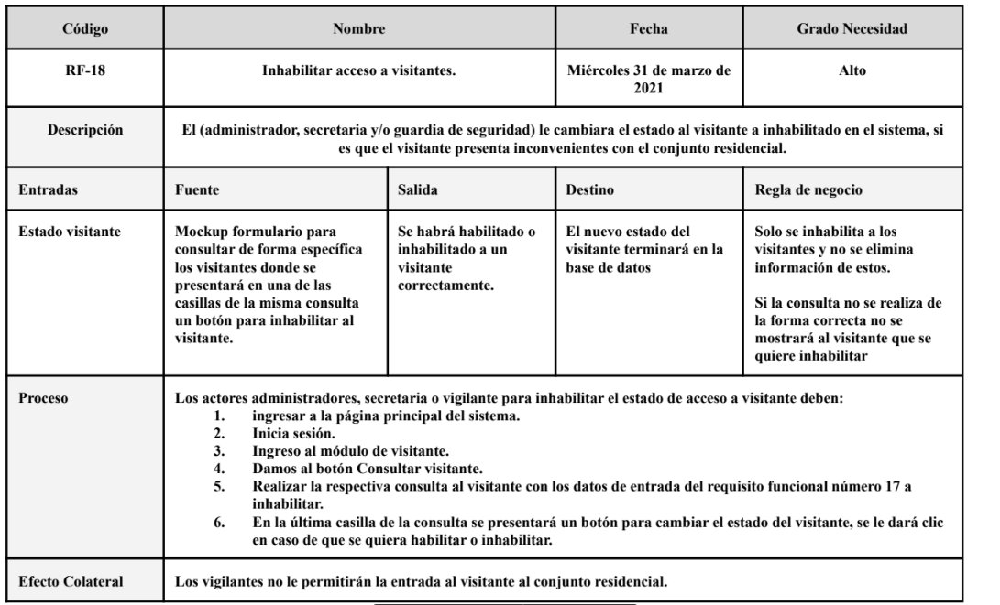 Código
Nombre
Fecha
Grado Necesidad
RF-18
Inhabilitar acceso a visitantes.
Miércoles 31 de marzo de
2021
Alto
Descripción
El (administrador, secretaria y/o guardia de seguridad) le cambiara el estado al visitante a inhabilitado en el sistema, si
es que el visitante presenta inconvenientes con el conjunto residencial.
Entradas
Fuente
Salida
Destino
Regla de negocio
Estado visitante
Mockup formulario para
consultar de forma específica
los visitantes donde se
presentará en una de las
casillas de la misma consulta
un botón para inhabilitar al
visitante.
Se habrá habilitado o
inhabilitado a un
visitante
correctamente.
El nuevo estado del
visitante terminará en la
base de datos
Solo se inhabilita a los
visitantes y no se elimina
información de estos.
Si la consulta no se realiza de
la forma correcta no se
mostrará al visitante que se
quiere inhabilitar
Proceso
Los actores administradores, secretaria o vigilante para inhabilitar el estado de acceso a visitante deben:
1. ingresar a la página principal del sistema.
2. Inicia sesión.
3. Ingreso al módulo de visitante.
4. Damos al botón Consultar visitante.
5. Realizar la respectiva consulta al visitante con los datos de entrada del requisito funcional número 17 a
inhabilitar.
6. En la última casilla de la consulta se presentará un botón para cambiar el estado del visitante, se le dará clic
en caso de que se quiera habilitar o inhabilitar.
Efecto Colateral
Los vigilantes no le permitirán la entrada al visitante al conjunto residencial.